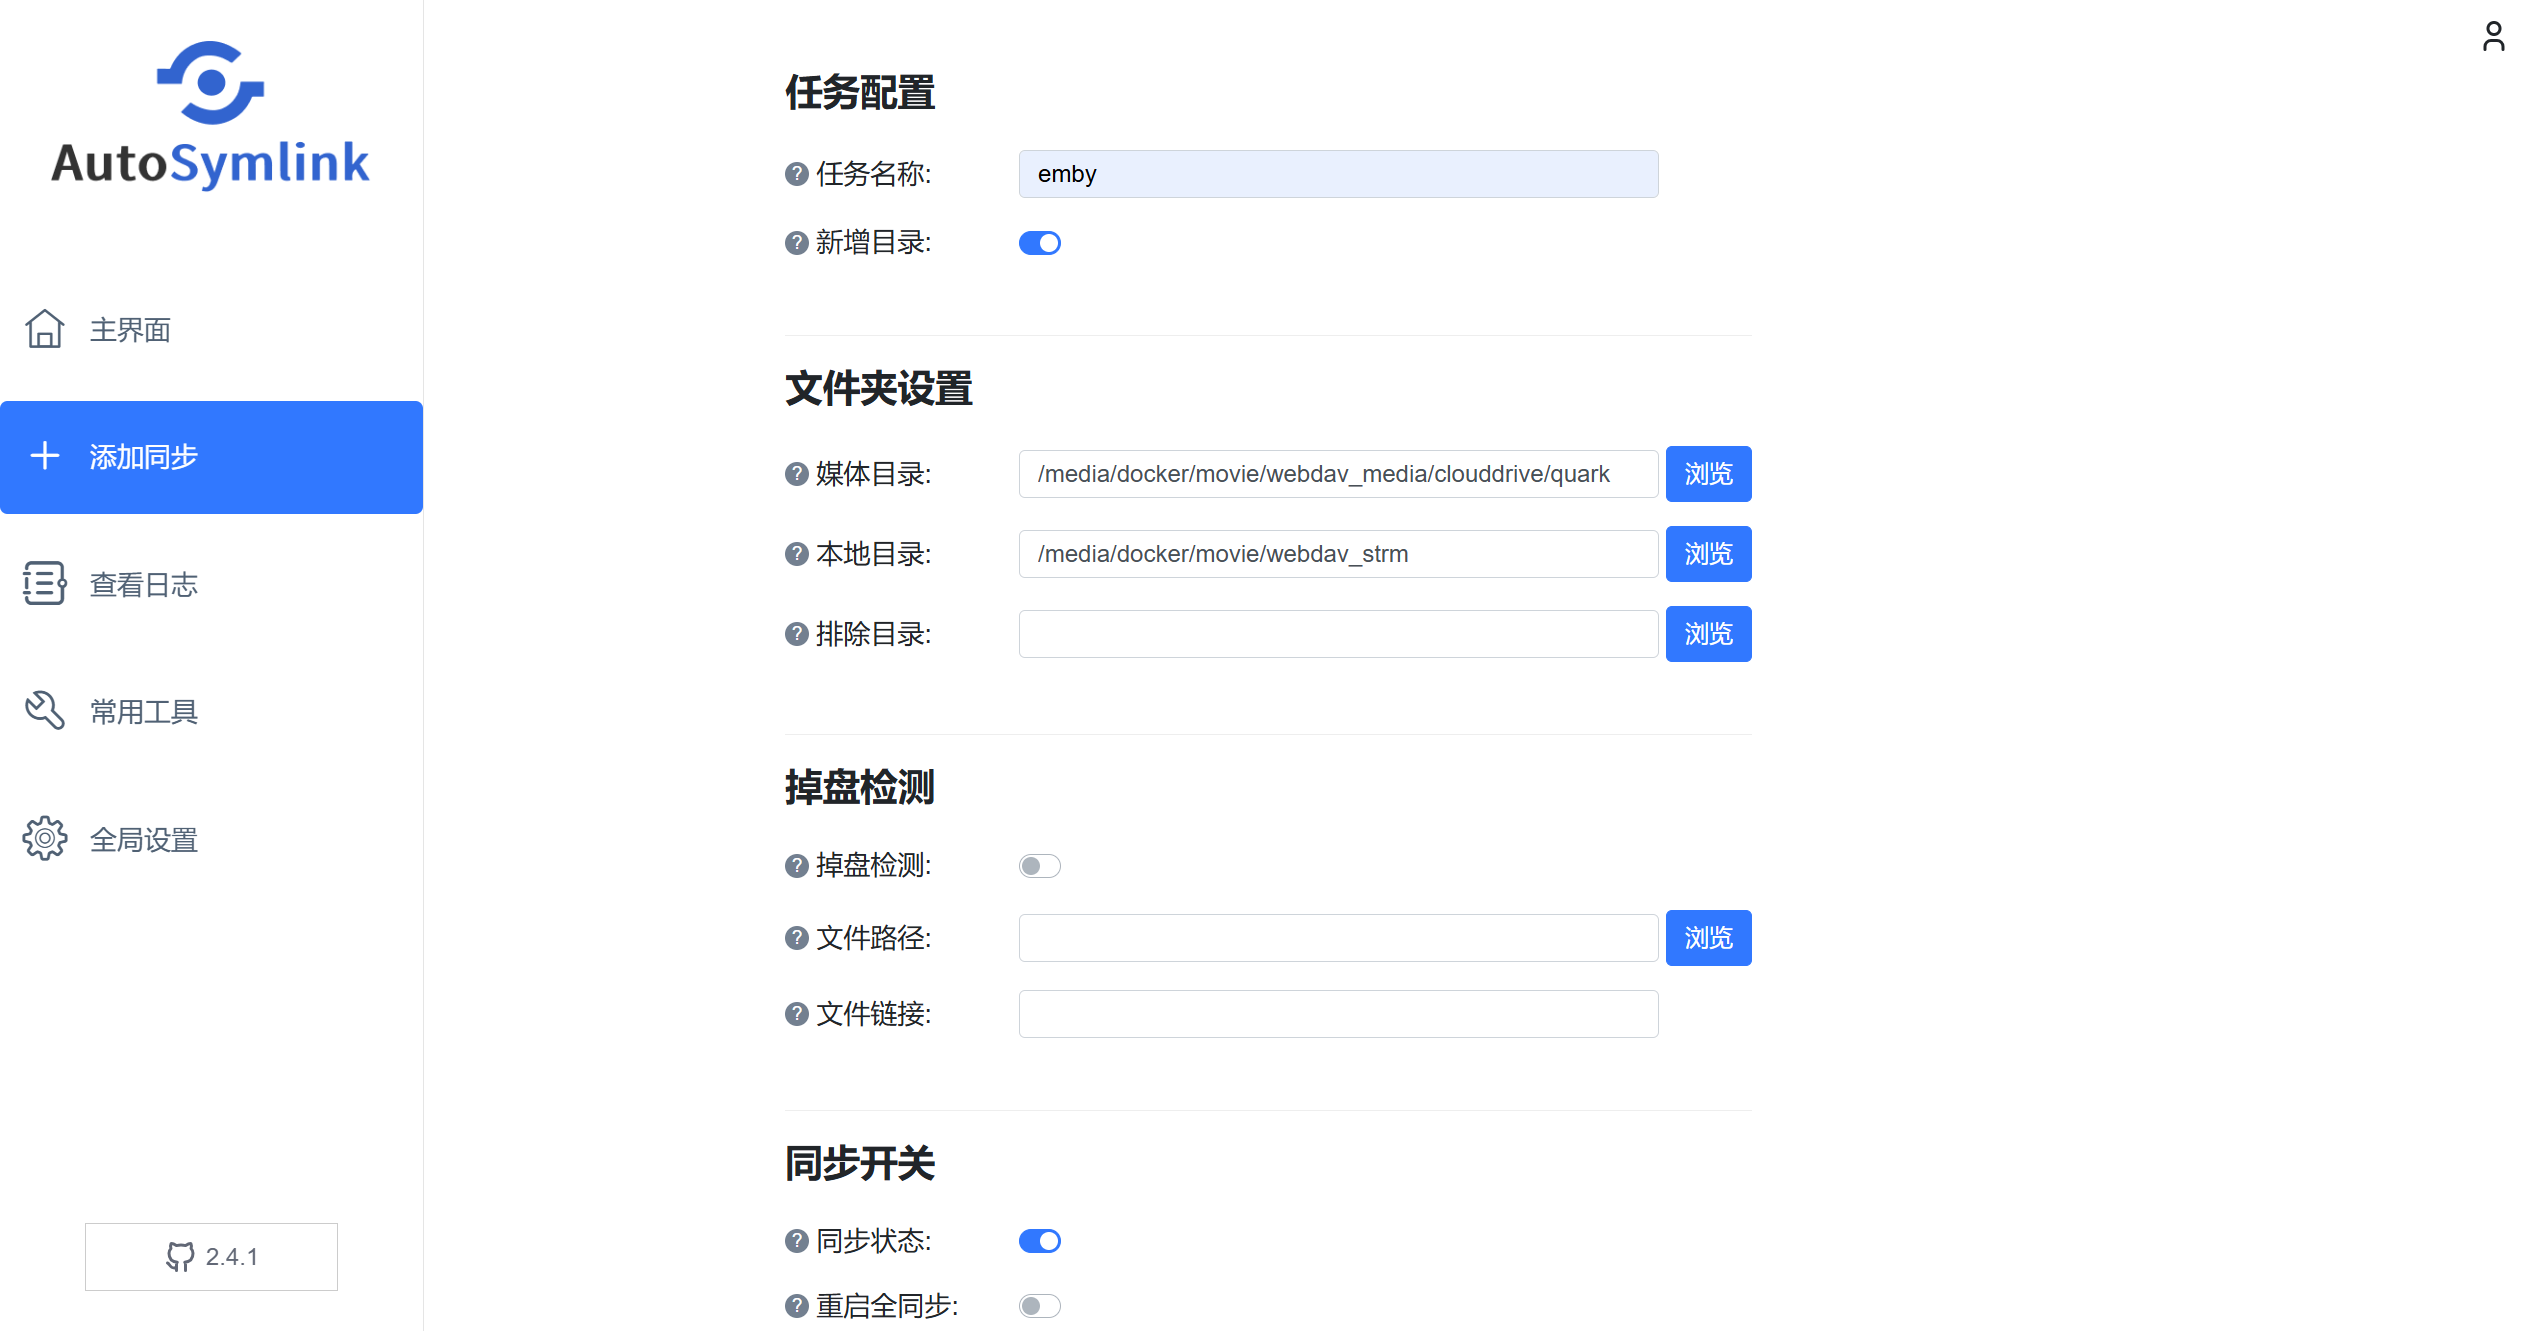 AutoSymlink
主界面
添加同步
查看日志
常用工具
全局设置
2.4.1
任务配置
任务名称:
emby
新增目录:
文件夹设置
媒体目录:
/media/docker/movie/webdav_media/clouddrive/quark
浏览
本地目录:
/media/docker/movie/webdav_strm
浏览
排除目录:
浏览
掉盘检测
掉盘检测:
文件路径:
浏览
文件链接:
同步开关
同步状态:
重启全同步: